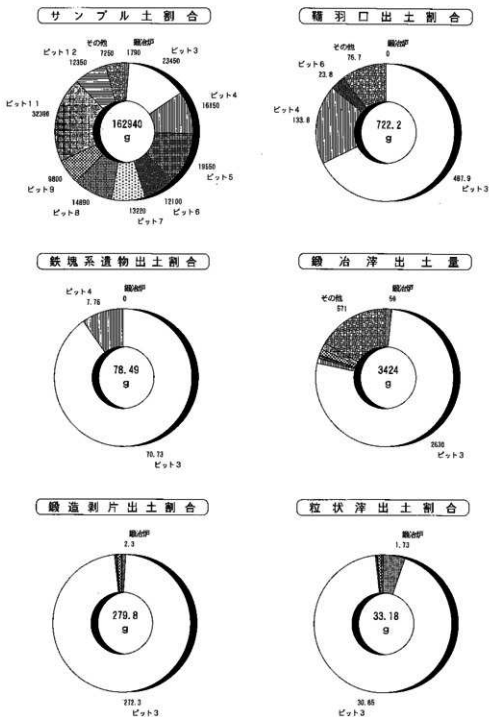 サンプル土割合
その他
7250
鍛冶炉
1790
ピット3
23450
ピット4
16150
19550
ピット5
12100
ピット6
13220
ピット7
14890
ピット8
9800
ピット9
ピット11
ピット12
12350
162940
g
鞴羽口出土割合
ピット6
23.8
その他
76.7
0
ピット4
133.8
722.2
g
ピット3
鉄塊系遺物出土割合
ピット4
7.76
鍛冶炉
0
78.49
g
70.73
ピット3
鍛冶滓出土量
その他
571
鍛冶炉
56
3424
g
2630
ピット3
鍛造剥片出土割合
鍛冶炉
2.3
279.8
g
272.3
ピット3
粒状滓出土割合
鍛冶炉
1.73
33.18
g
30.65
ピット3